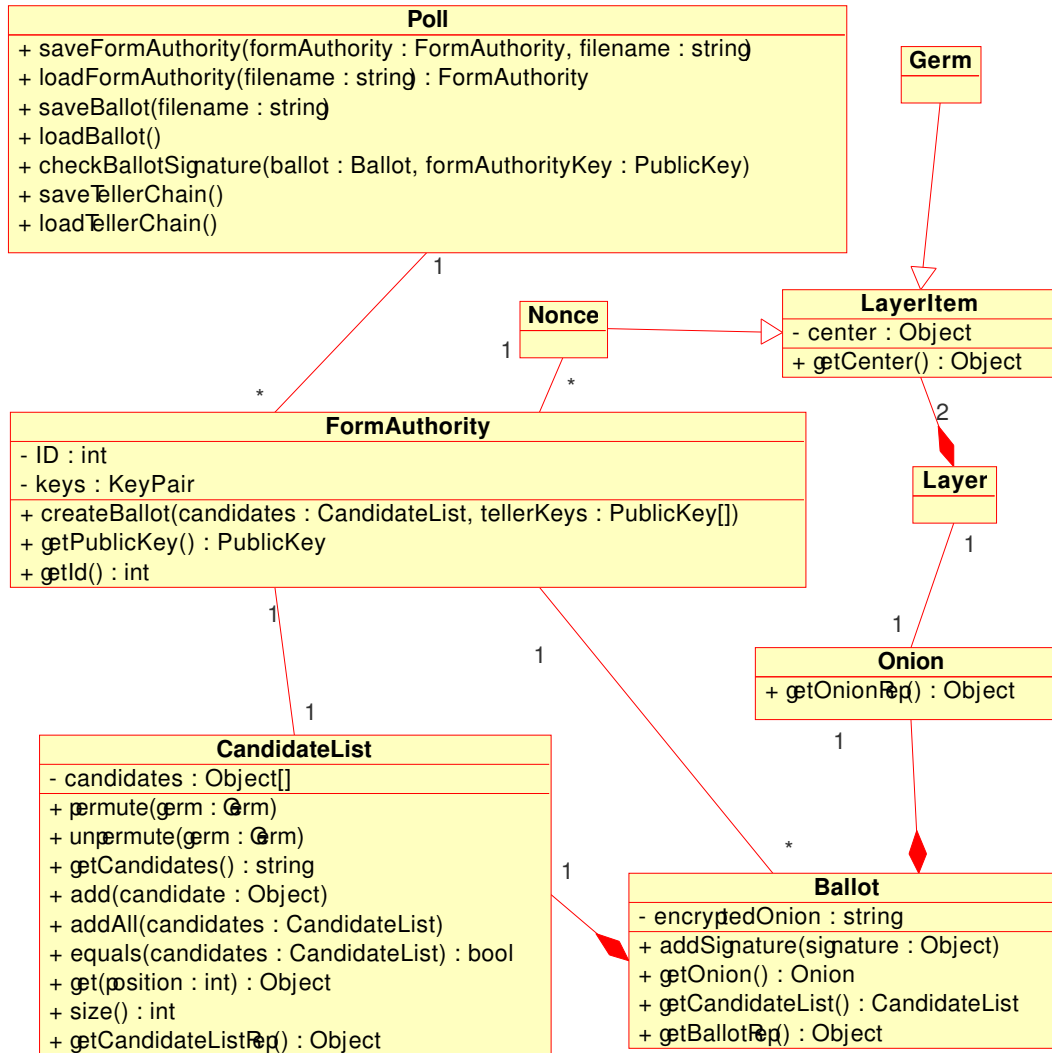 Poll
+ saveFormAuthority(formAuthority : FormAuthority, filename : string)
+ loadFormAuthority(filename : string) : FormAuthority
+ saveBallot(filename : string)
+ loadBallot()
+ checkBallotSignature(ballot : Ballot, formAuthorityKey : PublicKey)
+ saveTellerChain()
+ loadTellerChain()
Germ
1
Nonce
1
*
LayerItem
- center : Object
+ getCenter() : Object
*
2
FormAuthority
- ID : int
- keys : KeyPair
+ createBallot(candidates : CandidateList, tellerKeys : PublicKey[])
+ getPublicKey() : PublicKey
+ getId() : int
Layer
1
1
1
1
Onion
+ getOnionRep() : Object
1
1
CandidateList
- candidates : Object[]
+ permute(germ : Germ)
+ unpermute(germ : Germ)
+ getCandidates() : string
+ add(candidate : Object)
+ addAll(candidates : CandidateList)
+ equals(candidates : CandidateList) : bool
+ get(position : int) : Object
+ size() : int
+ getCandidateListRep() : Object
1
*
Ballot
- encryptedOnion : string
+ addSignature(signature : Object)
+ getOnion() : Onion
+ getCandidateList() : CandidateList
+ getBallotRep() : Object